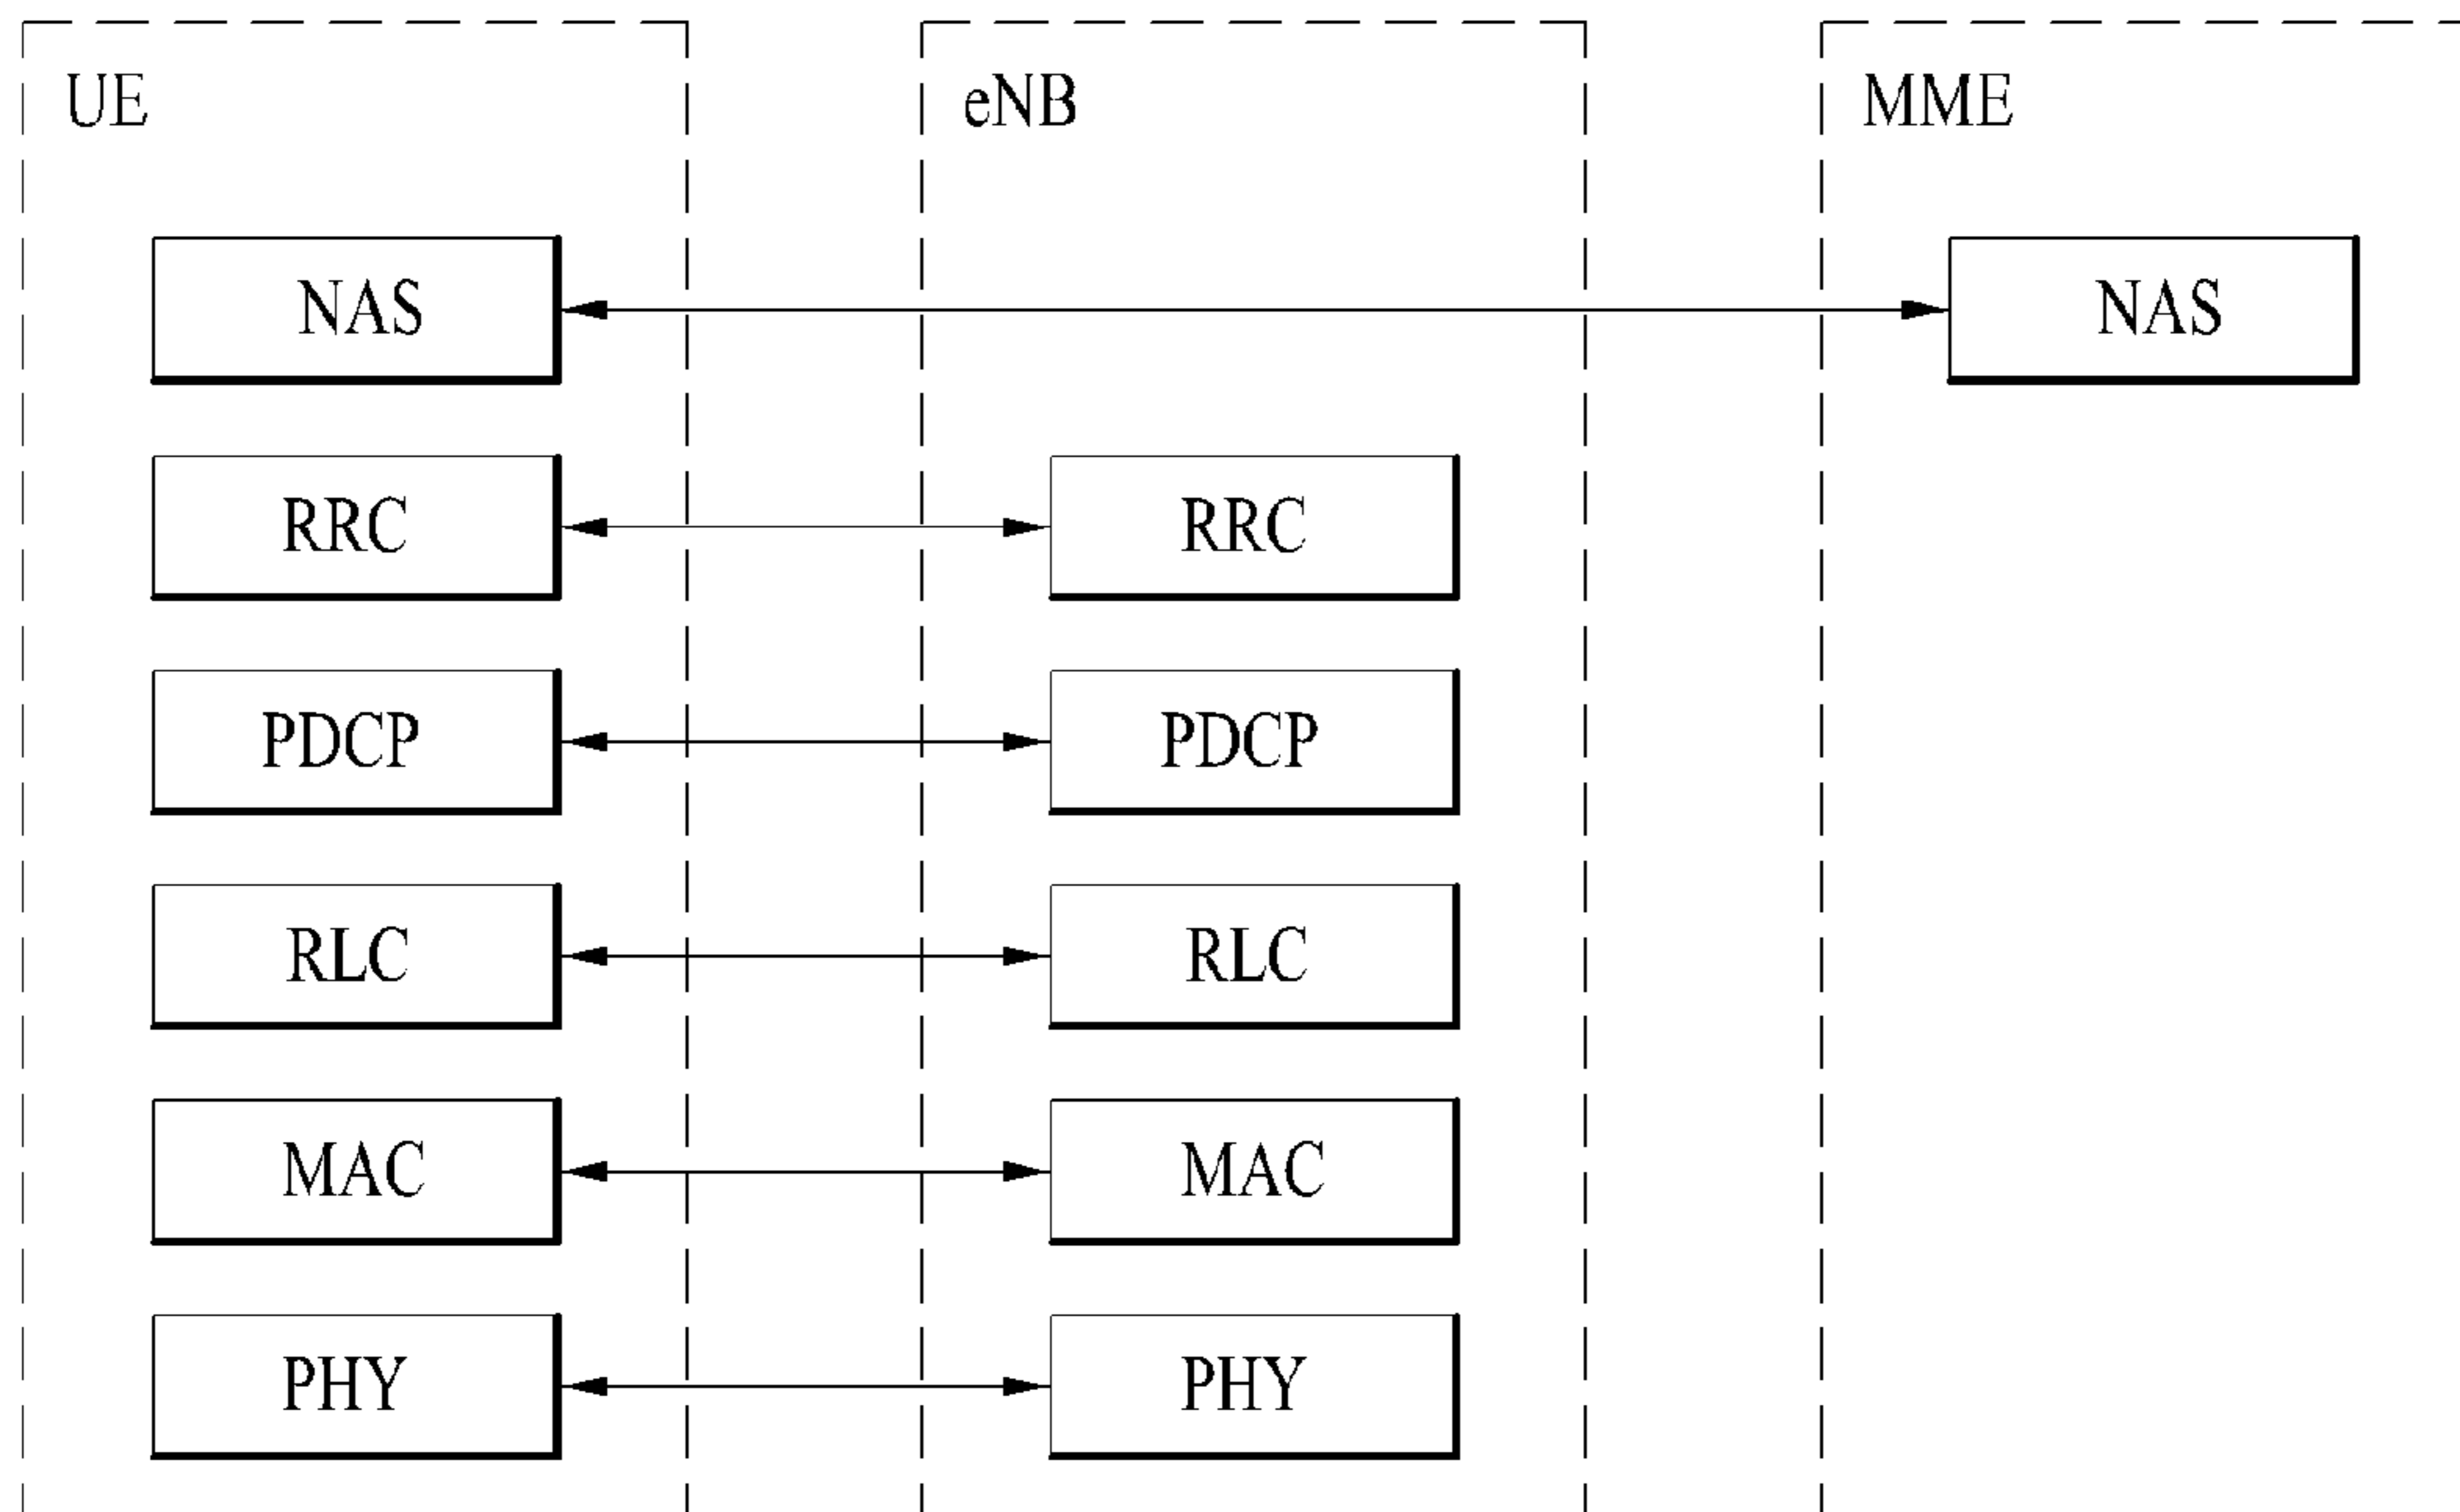 UE eNB MME
NAS NAS
RRC RRC
PDCP PDCP
RLC RLC
MAC MAC
PHY PHY